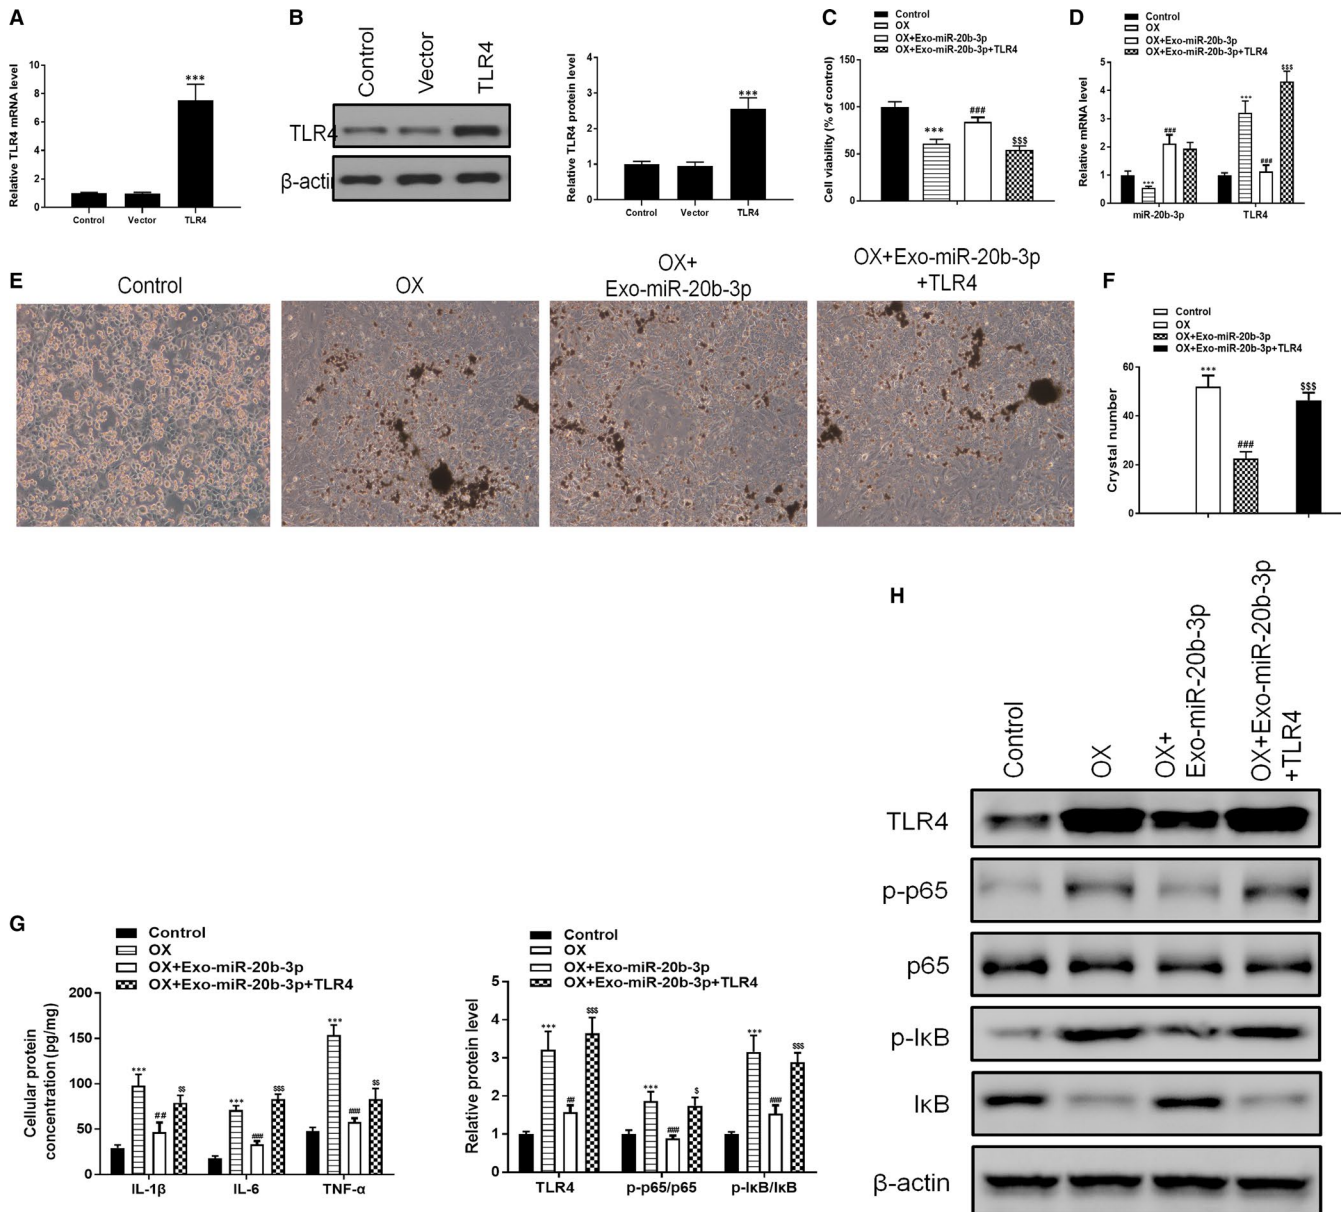 A
Relative TLR4 mRNA level
10
8
6
4
2
0
***
Control
Vector
TLR4
B
Control
Vector
TLR4
TLR4
β-actin
Relative TLR4 protein level
4
3
2
1
0
***
Control
Vector
TLR4
C
Control
OX
OX+Exo-miR-20b-3p
OX+Exo-miR-20b-3p+TLR4
Cell viability (% of control)
150
100
50
0
***
###
$$$
D
Control
OX
OX+Exo-miR-20b-3p
OX+Exo-miR-20b-3p+TLR4
Relative mRNA level
5
4
3
2
1
0
***
###
***
###
$$$
miR-20b-3p
TLR4
E
Control
OX
OX+
Exo-miR-20b-3p
OX+Exo-miR-20b-3p
+TLR4
F
Control
OX
OX+Exo-miR-20b-3p
OX+Exo-miR-20b-3p+TLR4
Crystal number
60
40
20
0
***
###
$$$
G
Control
OX
OX+Exo-miR-20b-3p
OX+Exo-miR-20b-3p+TLR4
Cellular protein
concentration (pg/mg)
200
150
100
50
0
***
##
$$
***
###
$$$
***
###
$$
IL-1β
IL-6
TNF-α
Control
OX
OX+Exo-miR-20b-3p
OX+Exo-miR-20b-3p+TLR4
Relative protein level
5
4
3
2
1
0
***
##
$$$
***
###
$
***
###
$$$
TLR4
p-p65/p65
p-IκB/IκB
H
Control
OX
OX+
Exo-miR-20b-3p
OX+Exo-miR-20b-3p
+TLR4
TLR4
p-p65
p65
p-IκB
IκB
β-actin